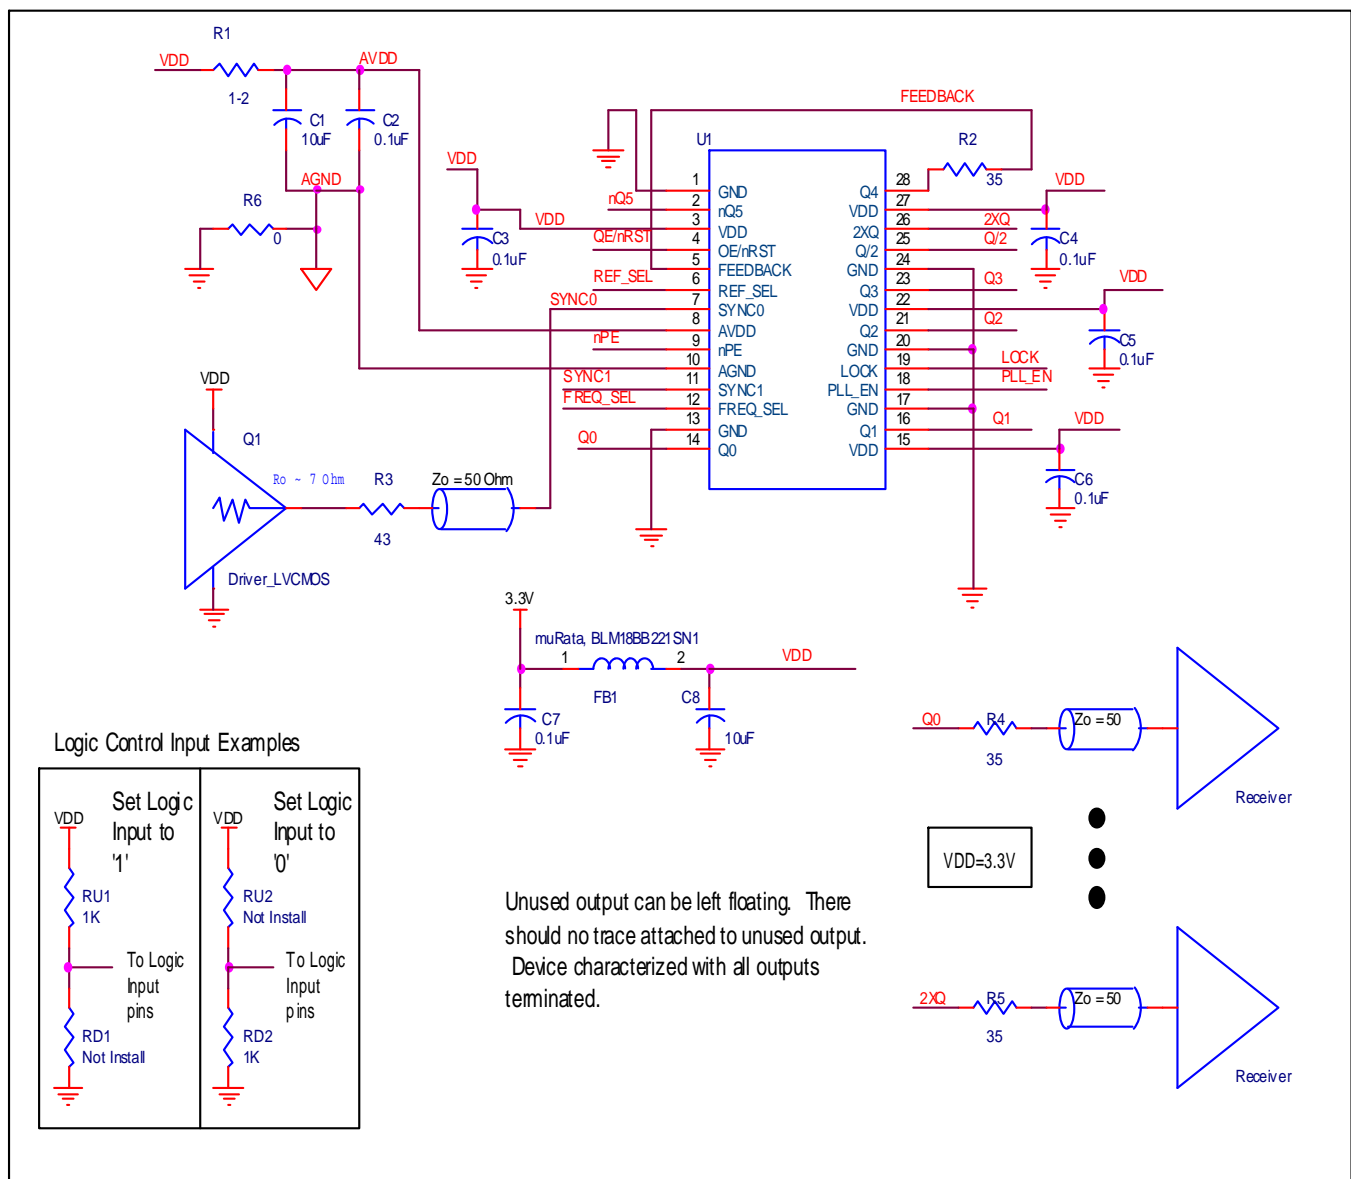 R1
VDD
AVDD
1-2
C1
10uF
C2
0.1uF
AGND
R6
0
FEEDBACK
U1
R2
35
VDD
VDD
C3
0.1uF
nQ5
QE/nRST
REF_SEL
SYNC0
nPE
SYNC1
FREQ_SEL
Q0
1 GND
2 nQ5
3 VDD
4 OE/nRST
5 FEEDBACK
6 REF_SEL
7 SYNC0
8 AVDD
9 nPE
10 AGND
11 SYNC1
12 FREQ_SEL
13 GND
14 Q0
Q4 28
VDD 27
2XQ 26
Q/2 25
GND 24
Q3 23
VDD 22
Q2 21
GND 20
LOCK 19
PLL_EN 18
GND 17
Q1 16
VDD 15
VDD
2XQ
Q/2
C4
0.1uF
Q3
VDD
Q2
C5
0.1uF
LOCK
PLL_EN
Q1
VDD
C6
0.1uF
VDD
Q1
Ro ~ 7 Ohm
R3
43
Zo = 50 Ohm
Driver_LVCMOS
3.3V
muRata, BLM18BB221SN1
1
2
VDD
FB1
C7
0.1uF
C8
10uF
Q0
R4
35
Zo = 50
Receiver
VDD=3.3V
2XQ
R5
35
Zo = 50
Receiver
Logic Control Input Examples
Set Logic
Input to
'1'
VDD
RU1
1K
To Logic
Input
pins
RD1
Not Install
Set Logic
Input to
'0'
VDD
RU2
Not Install
To Logic
Input
pins
RD2
1K
Unused output can be left floating. There
should no trace attached to unused output.
Device characterized with all outputs
terminated.